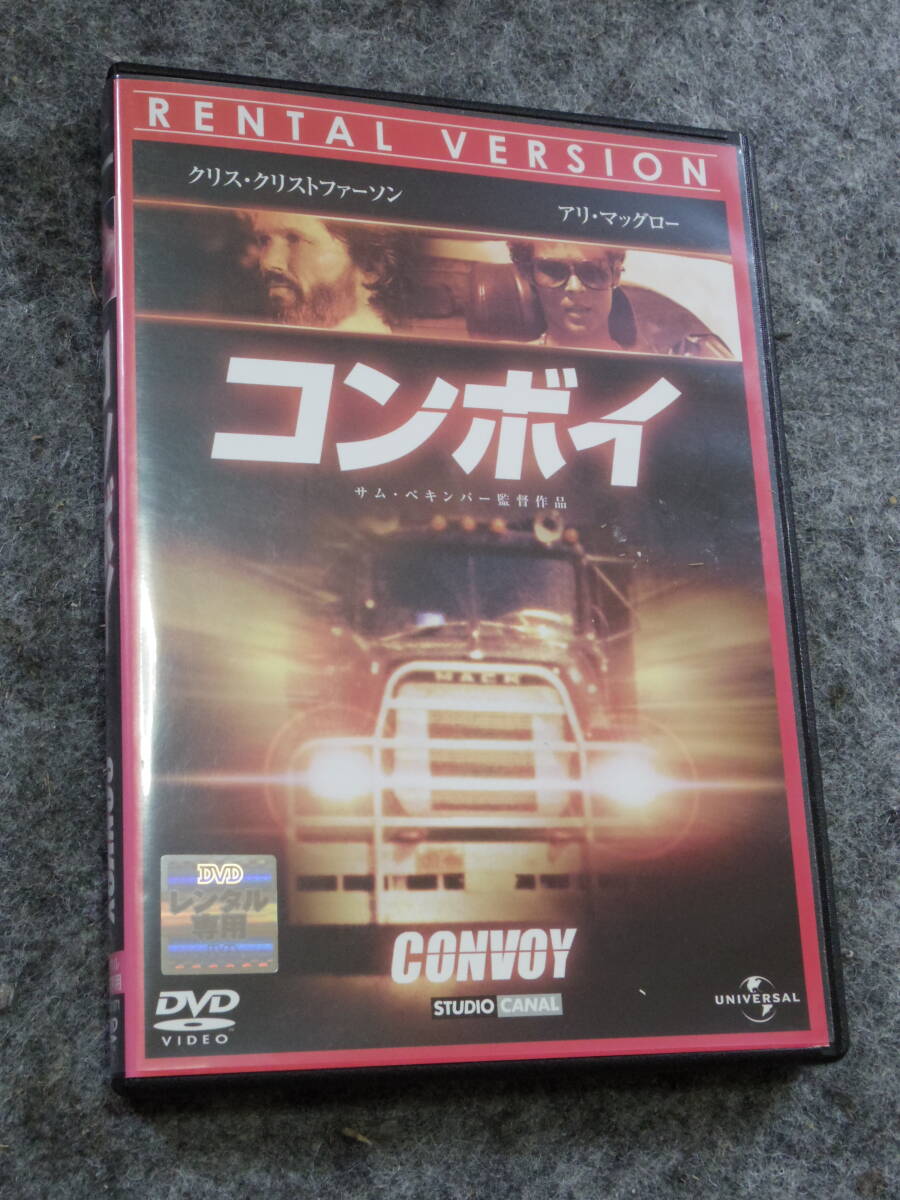 RENTAL VERSION
クリス・クリストファーソン
アリ・マッグロー
コンボイ
サム・ペキンパー監督作品
MACK
DVD
レンタル
専用
CONVOY
STUDIO CANAL
DVD
VIDEO
UNIVERSAL
CONVOY